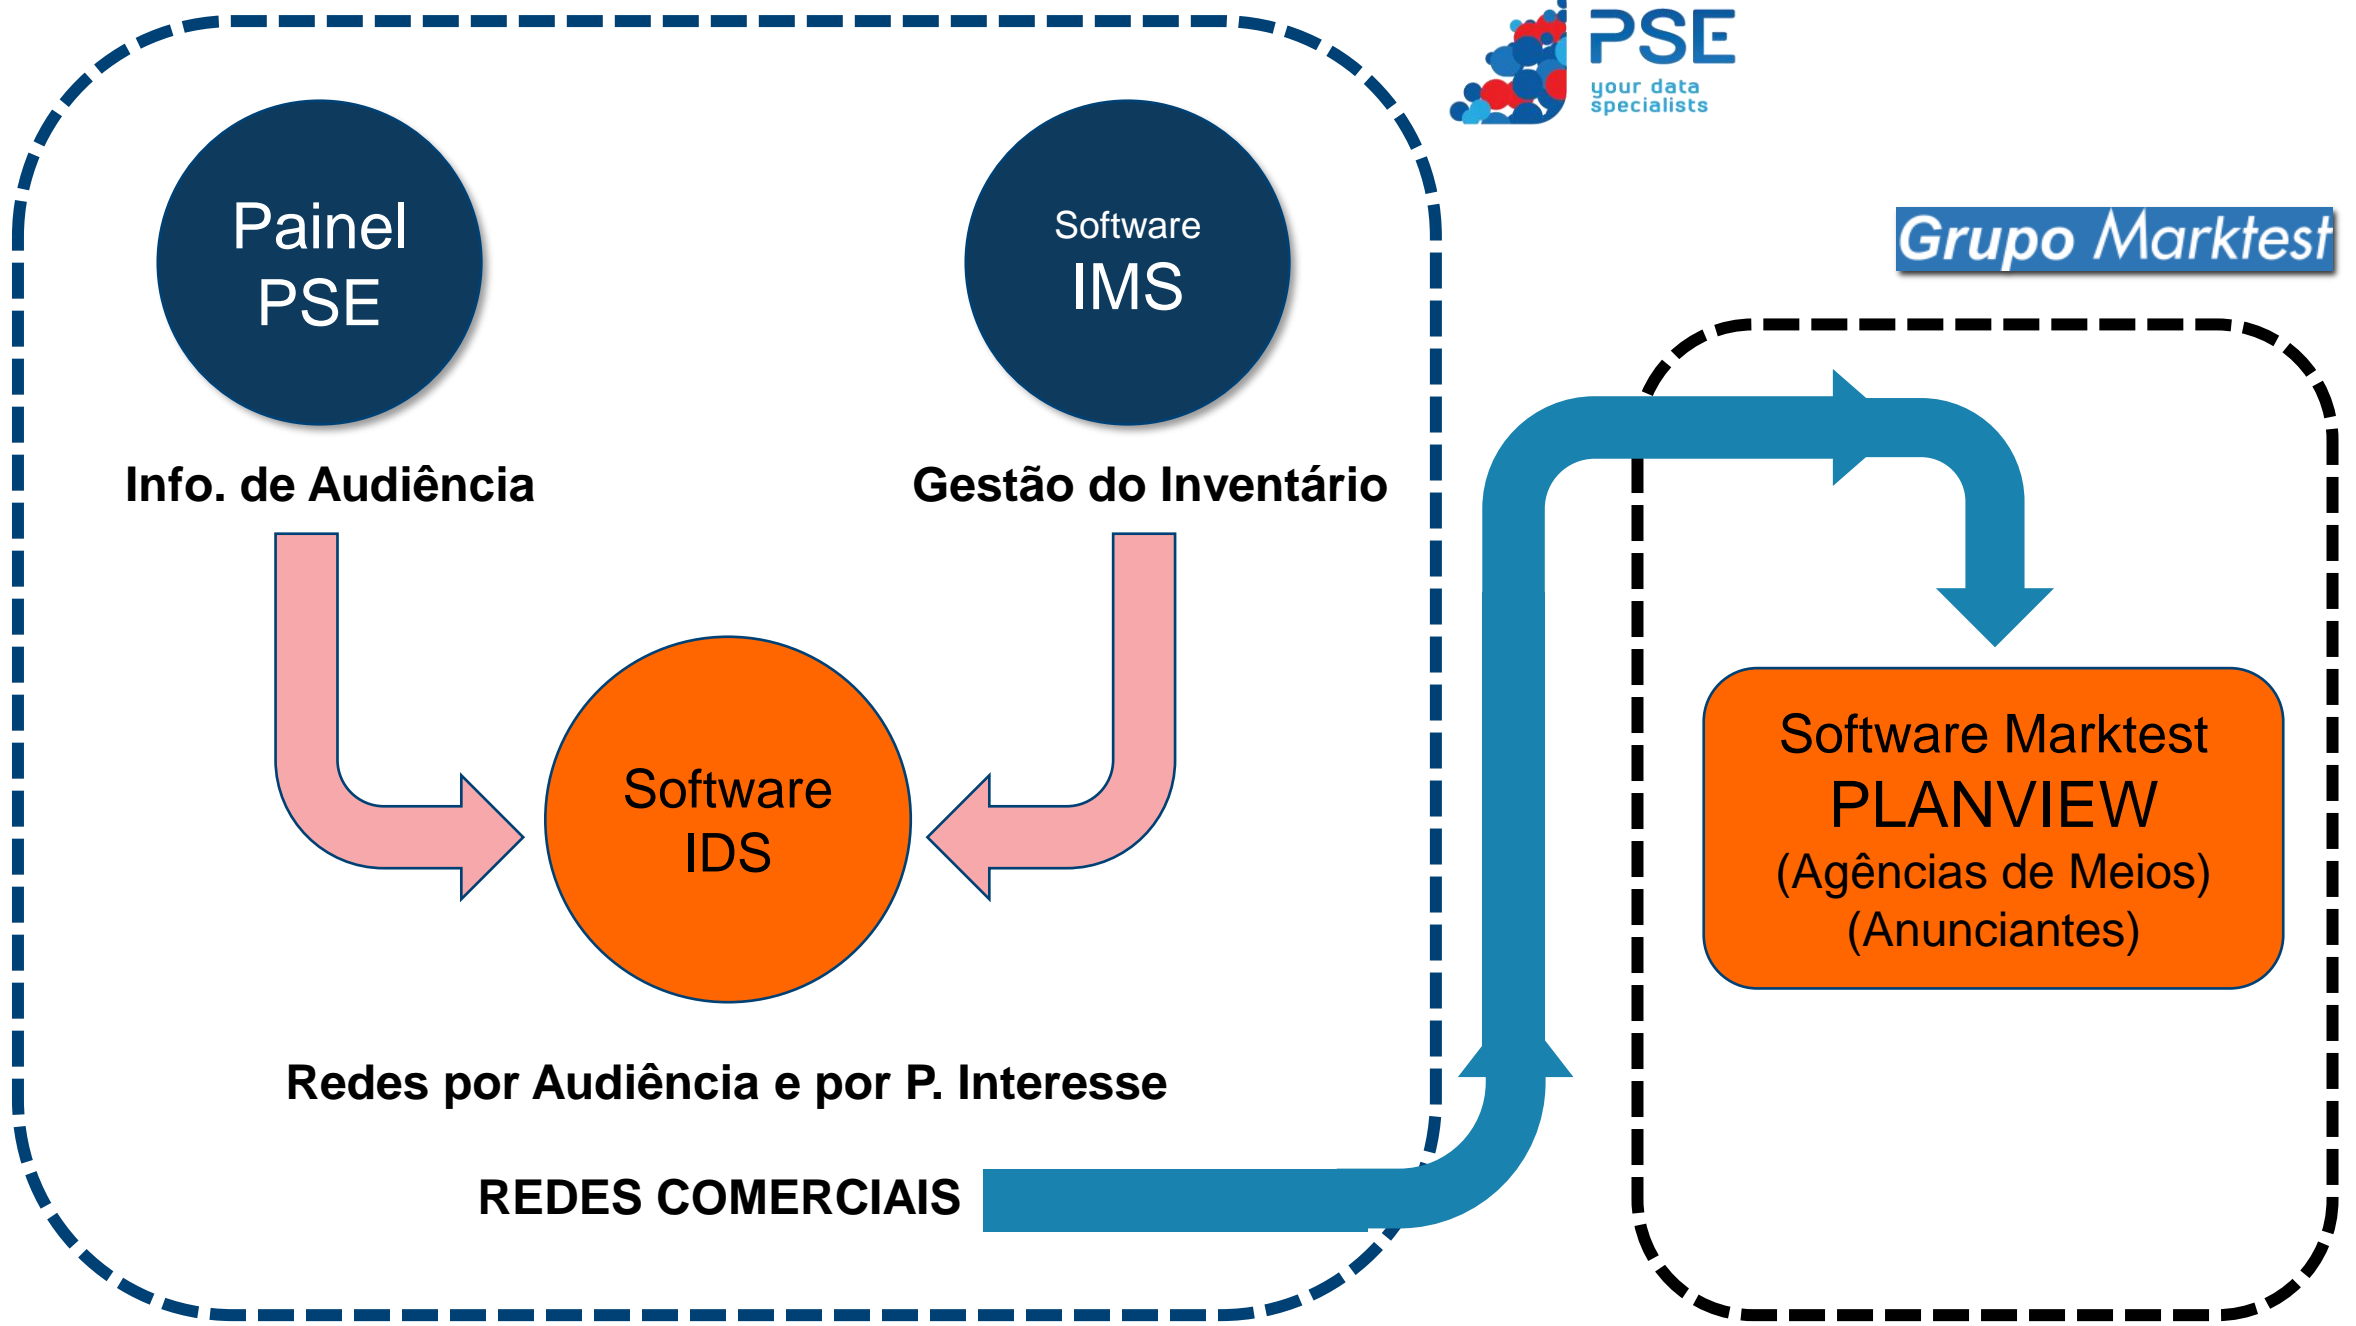 PSE
your data
specialists
Grupo Marktest
Painel
PSE
Software
IMS
Info. de Audiência
Gestão do Inventário
Software
IDS
Redes por Audiência e por P. Interesse
REDES COMERCIAIS
Software Marktest
PLANVIEW
(Agências de Meios)
(Anunciantes)